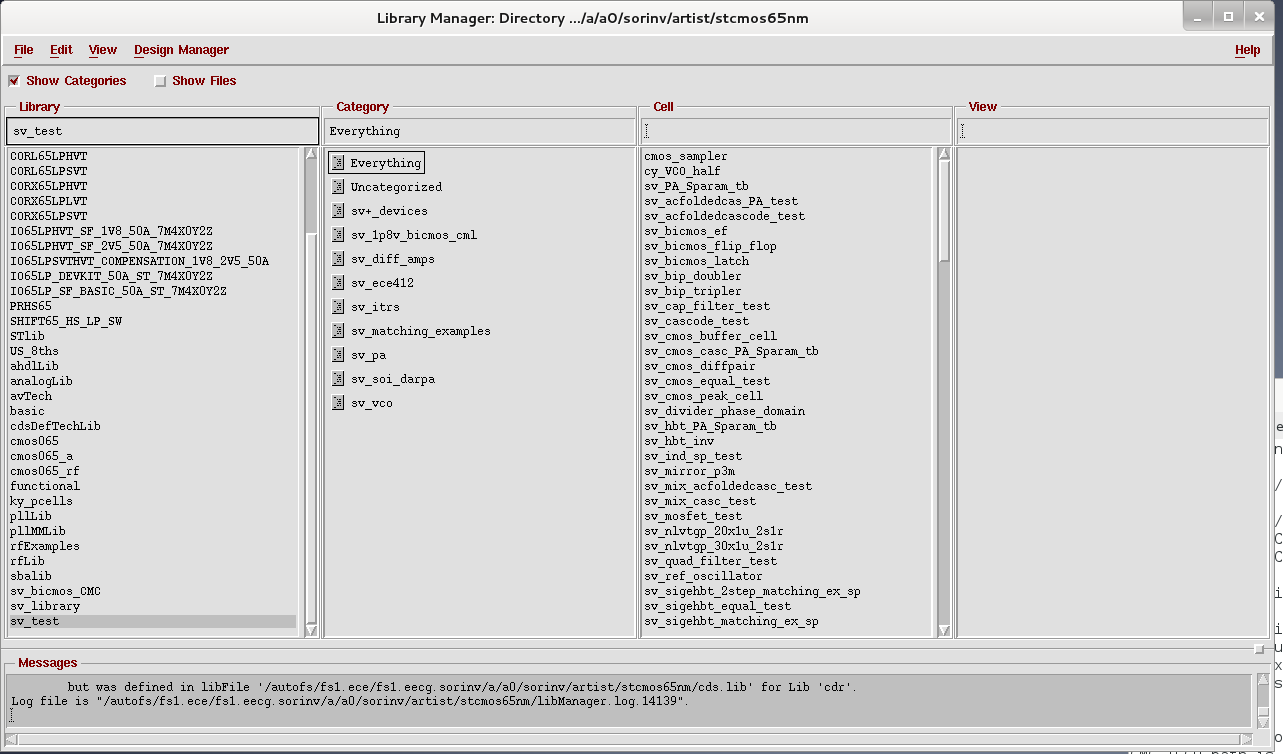 Library Manager: Directory .../a/a0/sorinv/artist/stcmos65nm
File Edit View Design Manager Help
Show Categories Show Files
Library
sv_test
CORL65LPHVT
CORL65LPSVT
CORX65LPHVT
CORX65LPLVT
CORX65LPSVT
IO65LPHVT_SF_1V8_50A_7M4X0Y2Z
IO65LPHVT_SF_2V5_50A_7M4X0Y2Z
IO65LPSVTHVT_COMPENSATION_1V8_2V5_50A
IO65LP_DEVKIT_50A_ST_7M4X0Y2Z
IO65LP_SF_BASIC_50A_ST_7M4X0Y2Z
PRHS65
SHIFT65_HS_LP_SW
STlib
US_8ths
ahdlLib
analogLib
avTech
basic
cdsDefTechLib
cmos065
cmos065_a
cmos065_rf
functional
ky_pcells
pllLib
pllMMLib
rfExamples
rfLib
sbalib
sv_bicmos_CMC
sv_library
sv_test
Category
Everything
Everything
Uncategorized
sv+_devices
sv_1p8v_bicmos_cml
sv_diff_amps
sv_ece412
sv_itrs
sv_matching_examples
sv_pa
sv_soi_darpa
sv_vco
Cell
cmos_sampler
cy_VCO_half
sv_PA_Sparam_tb
sv_acfoldedcas_PA_test
sv_acfoldedcascode_test
sv_bicmos_ef
sv_bicmos_flip_flop
sv_bicmos_latch
sv_bip_doubler
sv_bip_tripler
sv_cap_filter_test
sv_cascode_test
sv_cmos_buffer_cell
sv_cmos_casc_PA_Sparam_tb
sv_cmos_diffpair
sv_cmos_equal_test
sv_cmos_peak_cell
sv_divider_phase_domain
sv_hbt_PA_Sparam_tb
sv_hbt_inv
sv_ind_sp_test
sv_mirror_p3m
sv_mix_acfoldedcasc_test
sv_mix_casc_test
sv_mosfet_test
sv_nlvtgp_20x1u_2s1r
sv_nlvtgp_30x1u_2s1r
sv_quad_filter_test
sv_ref_oscillator
sv_sigehbt_2step_matching_ex_sp
sv_sigehbt_equal_test
sv_sigehbt_matching_ex_sp
View
Messages
but was defined in libFile '/autofs/fs1.ece/fs1.eecg.sorinv/a/a0/sorinv/artist/stcmos65nm/cds.lib' for Lib 'cdr'.
Log file is "/autofs/fs1.ece/fs1.eecg.sorinv/a/a0/sorinv/artist/stcmos65nm/libManager.log.14139".